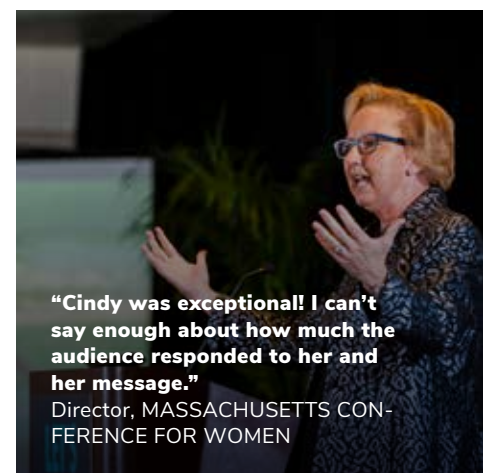 “Cindy was exceptional! I can’t
say enough about how much the
audience responded to her and
her message.”
Director, MASSACHUSETTS CON-
FERENCE FOR WOMEN